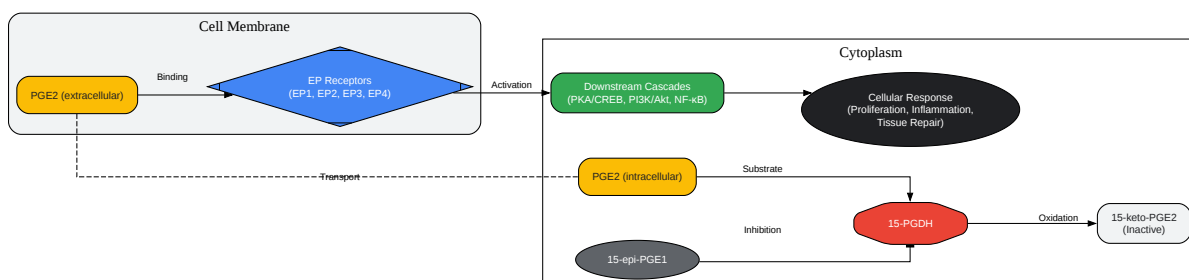 Cell Membrane
PGE2 (extracellular)
Binding
EP Receptors
(EP1, EP2, EP3, EP4)
Activation
Cytoplasm
Downstream Cascades
(PKA/CREB, PI3K/Akt, NF-κB)
Cellular Response
(Proliferation, Inflammation,
Tissue Repair)
Transport
PGE2 (intracellular)
Substrate
15-PGDH
Oxidation
15-keto-PGE2
(Inactive)
Inhibition
15-epi-PGE1